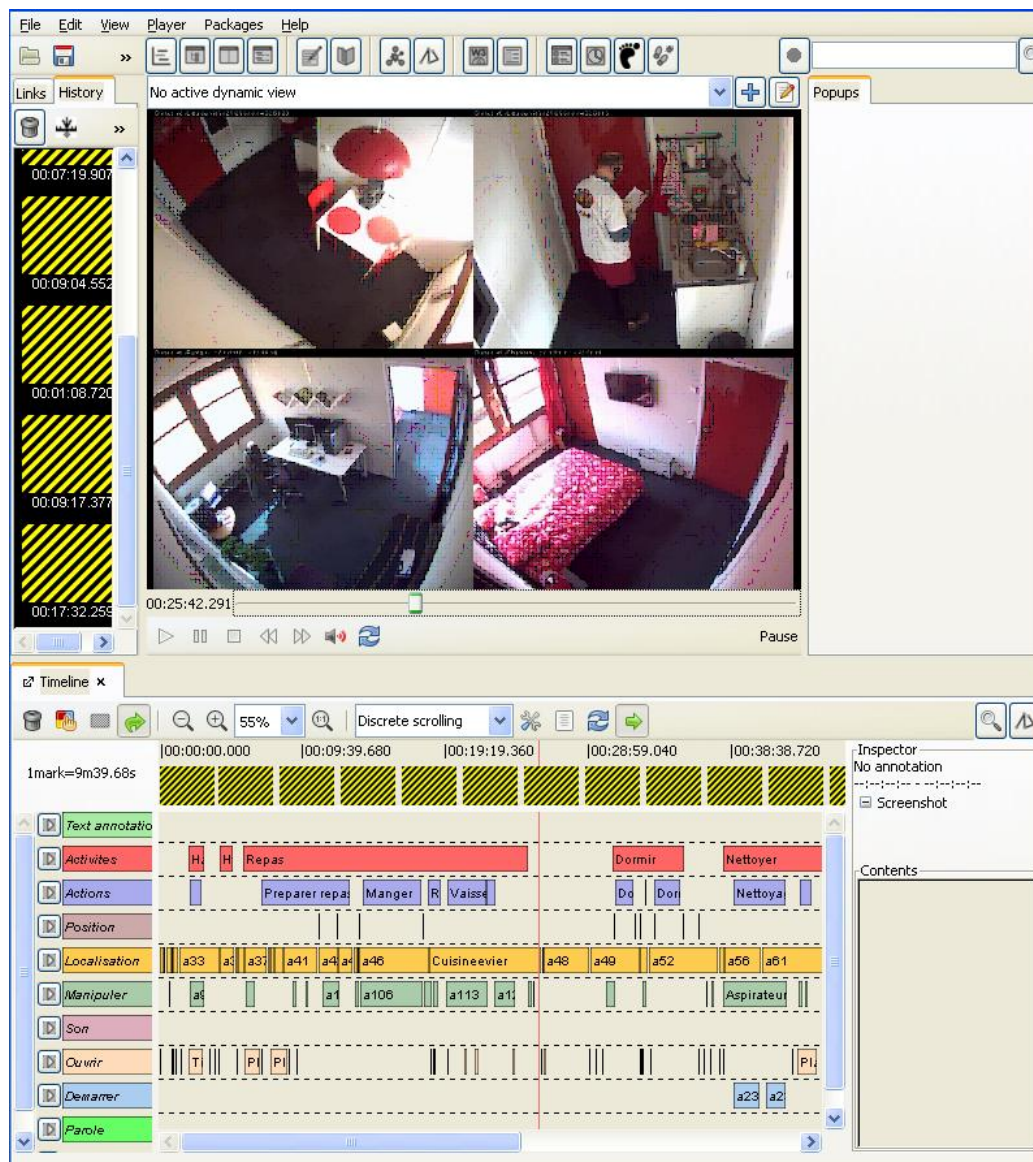 File Edit View Player Packages Help
Links History
No active dynamic view
Popups
00:07:19.907
00:09:04.552
00:01:08.720
00:09:17.377
00:17:32.259
00:25:42.291
Pause
Timeline
55%
Discrete scrolling
1mark=9m39.68s
|00:00:00.000 |00:09:39.680 |00:19:19.360 |00:28:59.040 |00:38:38.720
Inspector
No annotation
--:--:--:-- - --:--:--:--
Screenshot
Contents
Text annotatio
Activites H Repas Dormir Nettoyer
Actions Preparer repa Manger R Vaisse Do Dor Nettoya
Position
Localisation a33 a37 a41 a46 Cuisineevier a48 a49 a52 a56 a61
Manipuler a106 a113 Aspirateur
Son
Ouvrir Pl Pl
Demarrer a23 a2
Parole